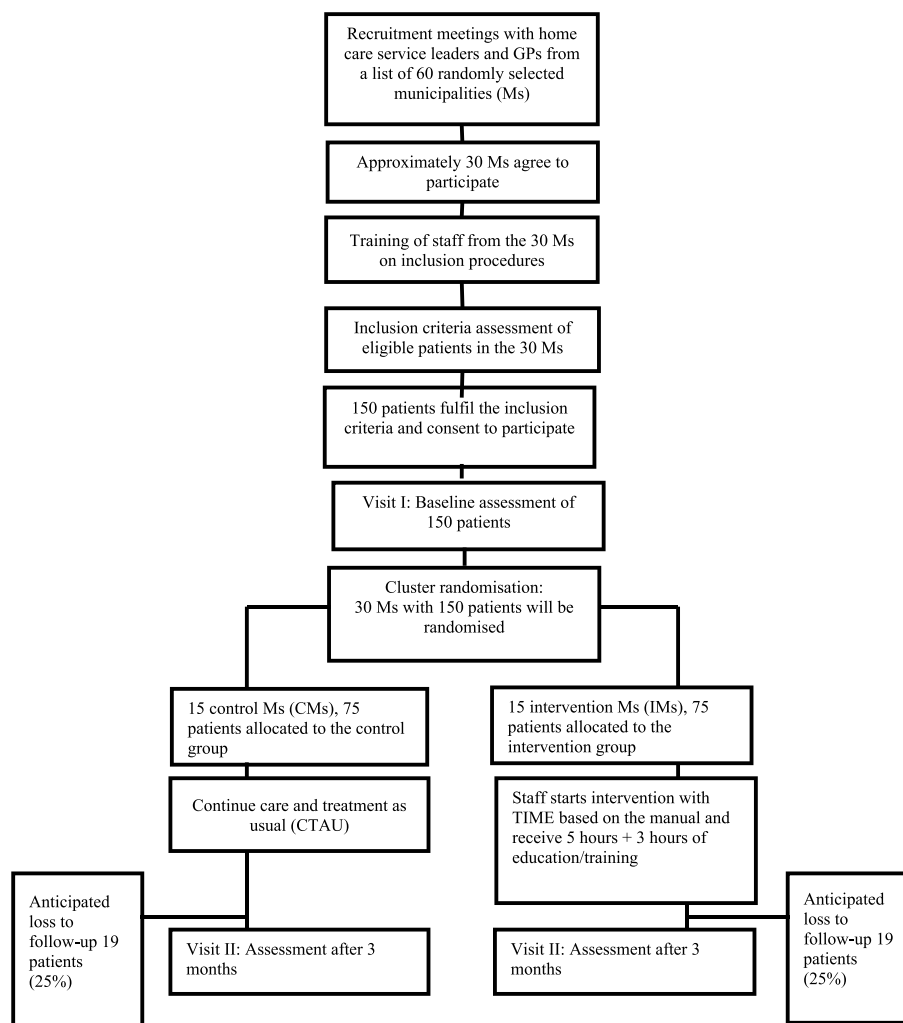 Recruitment meetings with home
care service leaders and GPs from
a list of 60 randomly selected
municipalities (Ms)
Approximately 30 Ms agree to
participate
Training of staff from the 30 Ms
on inclusion procedures
Inclusion criteria assessment of
eligible patients in the 30 Ms
150 patients fulfil the inclusion
criteria and consent to participate
Visit I: Baseline assessment of
150 patients
Cluster randomisation:
30 Ms with 150 patients will be
randomised
15 control Ms (CMs), 75
patients allocated to the control
group
15 intervention Ms (IMs), 75
patients allocated to the
intervention group
Continue care and treatment as
usual (CTAU)
Staff starts intervention with
TIME based on the manual and
receive 5 hours + 3 hours of
education/training
Anticipated
loss to
follow-up 19
patients
(25%)
Visit II: Assessment after 3
months
Visit II: Assessment after 3
months
Anticipated
loss to
follow-up 19
patients
(25%)